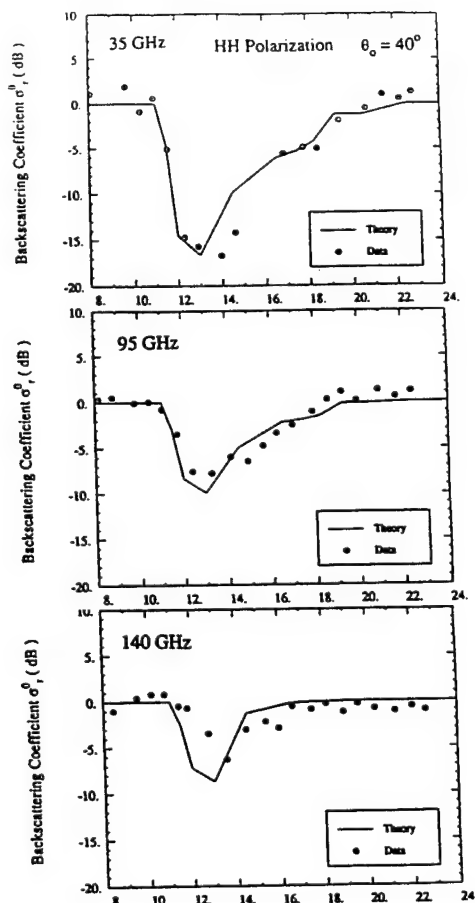 35 GHz HH Polarization θo = 40°
Backscattering Coefficient σ⁰, ( dB )
10.
5.
0.
-5.
-10.
-15.
-20.
Theory
Data
8. 10. 12. 14. 16. 18. 20. 22. 24.
95 GHz
Backscattering Coefficient σ⁰, ( dB )
10.
5.
0.
-5.
-10.
-15.
-20.
Theory
Data
8. 10. 12. 14. 16. 18. 20. 22. 24.
140 GHz
Backscattering Coefficient σ⁰, ( dB )
10.
5.
0.
-5.
-10.
-15.
-20.
Theory
Data
8. 10. 12. 14. 16. 18. 20. 22. 24.